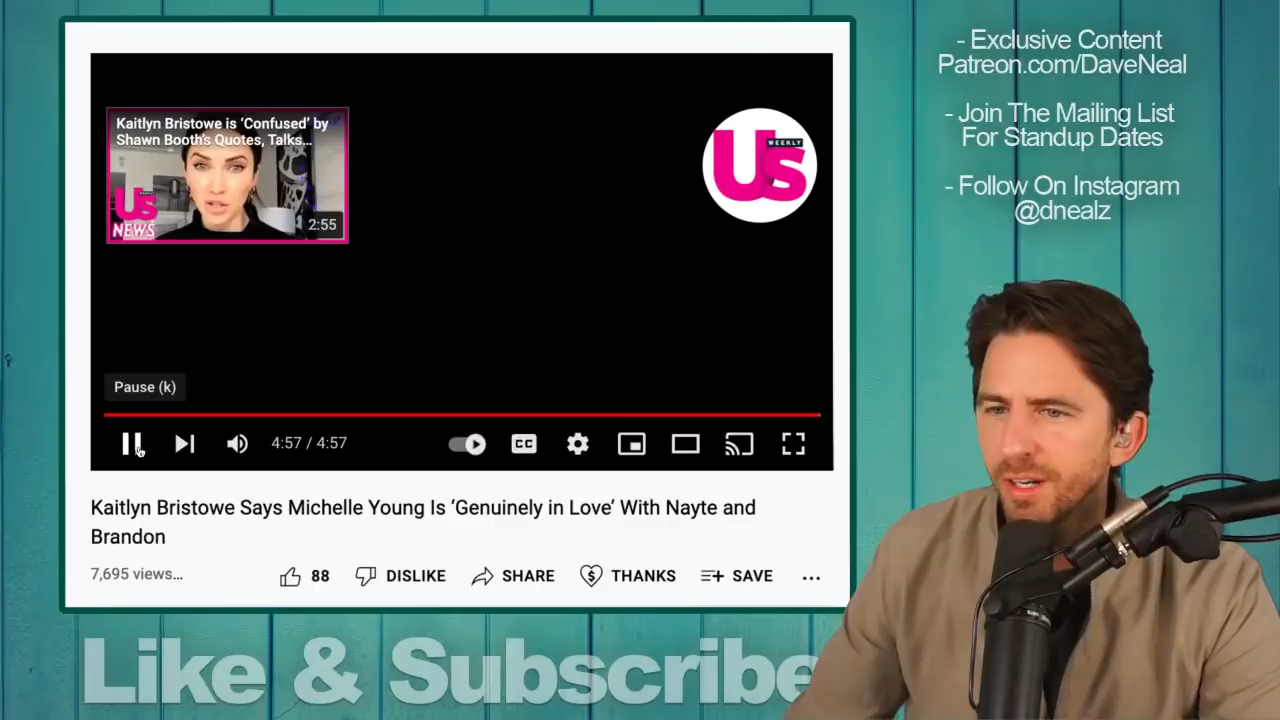 Kaitlyn Bristowe is ‘Confused’ by
Shawn Booth's Quotes, Talks...
Us
WEEKLY
NEWS
2:55
Us
WEEKLY
Pause (k)
4:57 / 4:57
CC
Kaitlyn Bristowe Says Michelle Young Is ‘Genuinely in Love’ With Nayte and
Brandon
7,695 views...
88
DISLIKE
SHARE
THANKS
SAVE
...
- Exclusive Content
Patreon.com/DaveNeal
- Join The Mailing List
For Standup Dates
- Follow On Instagram
@dnealz
Like & Subscribe